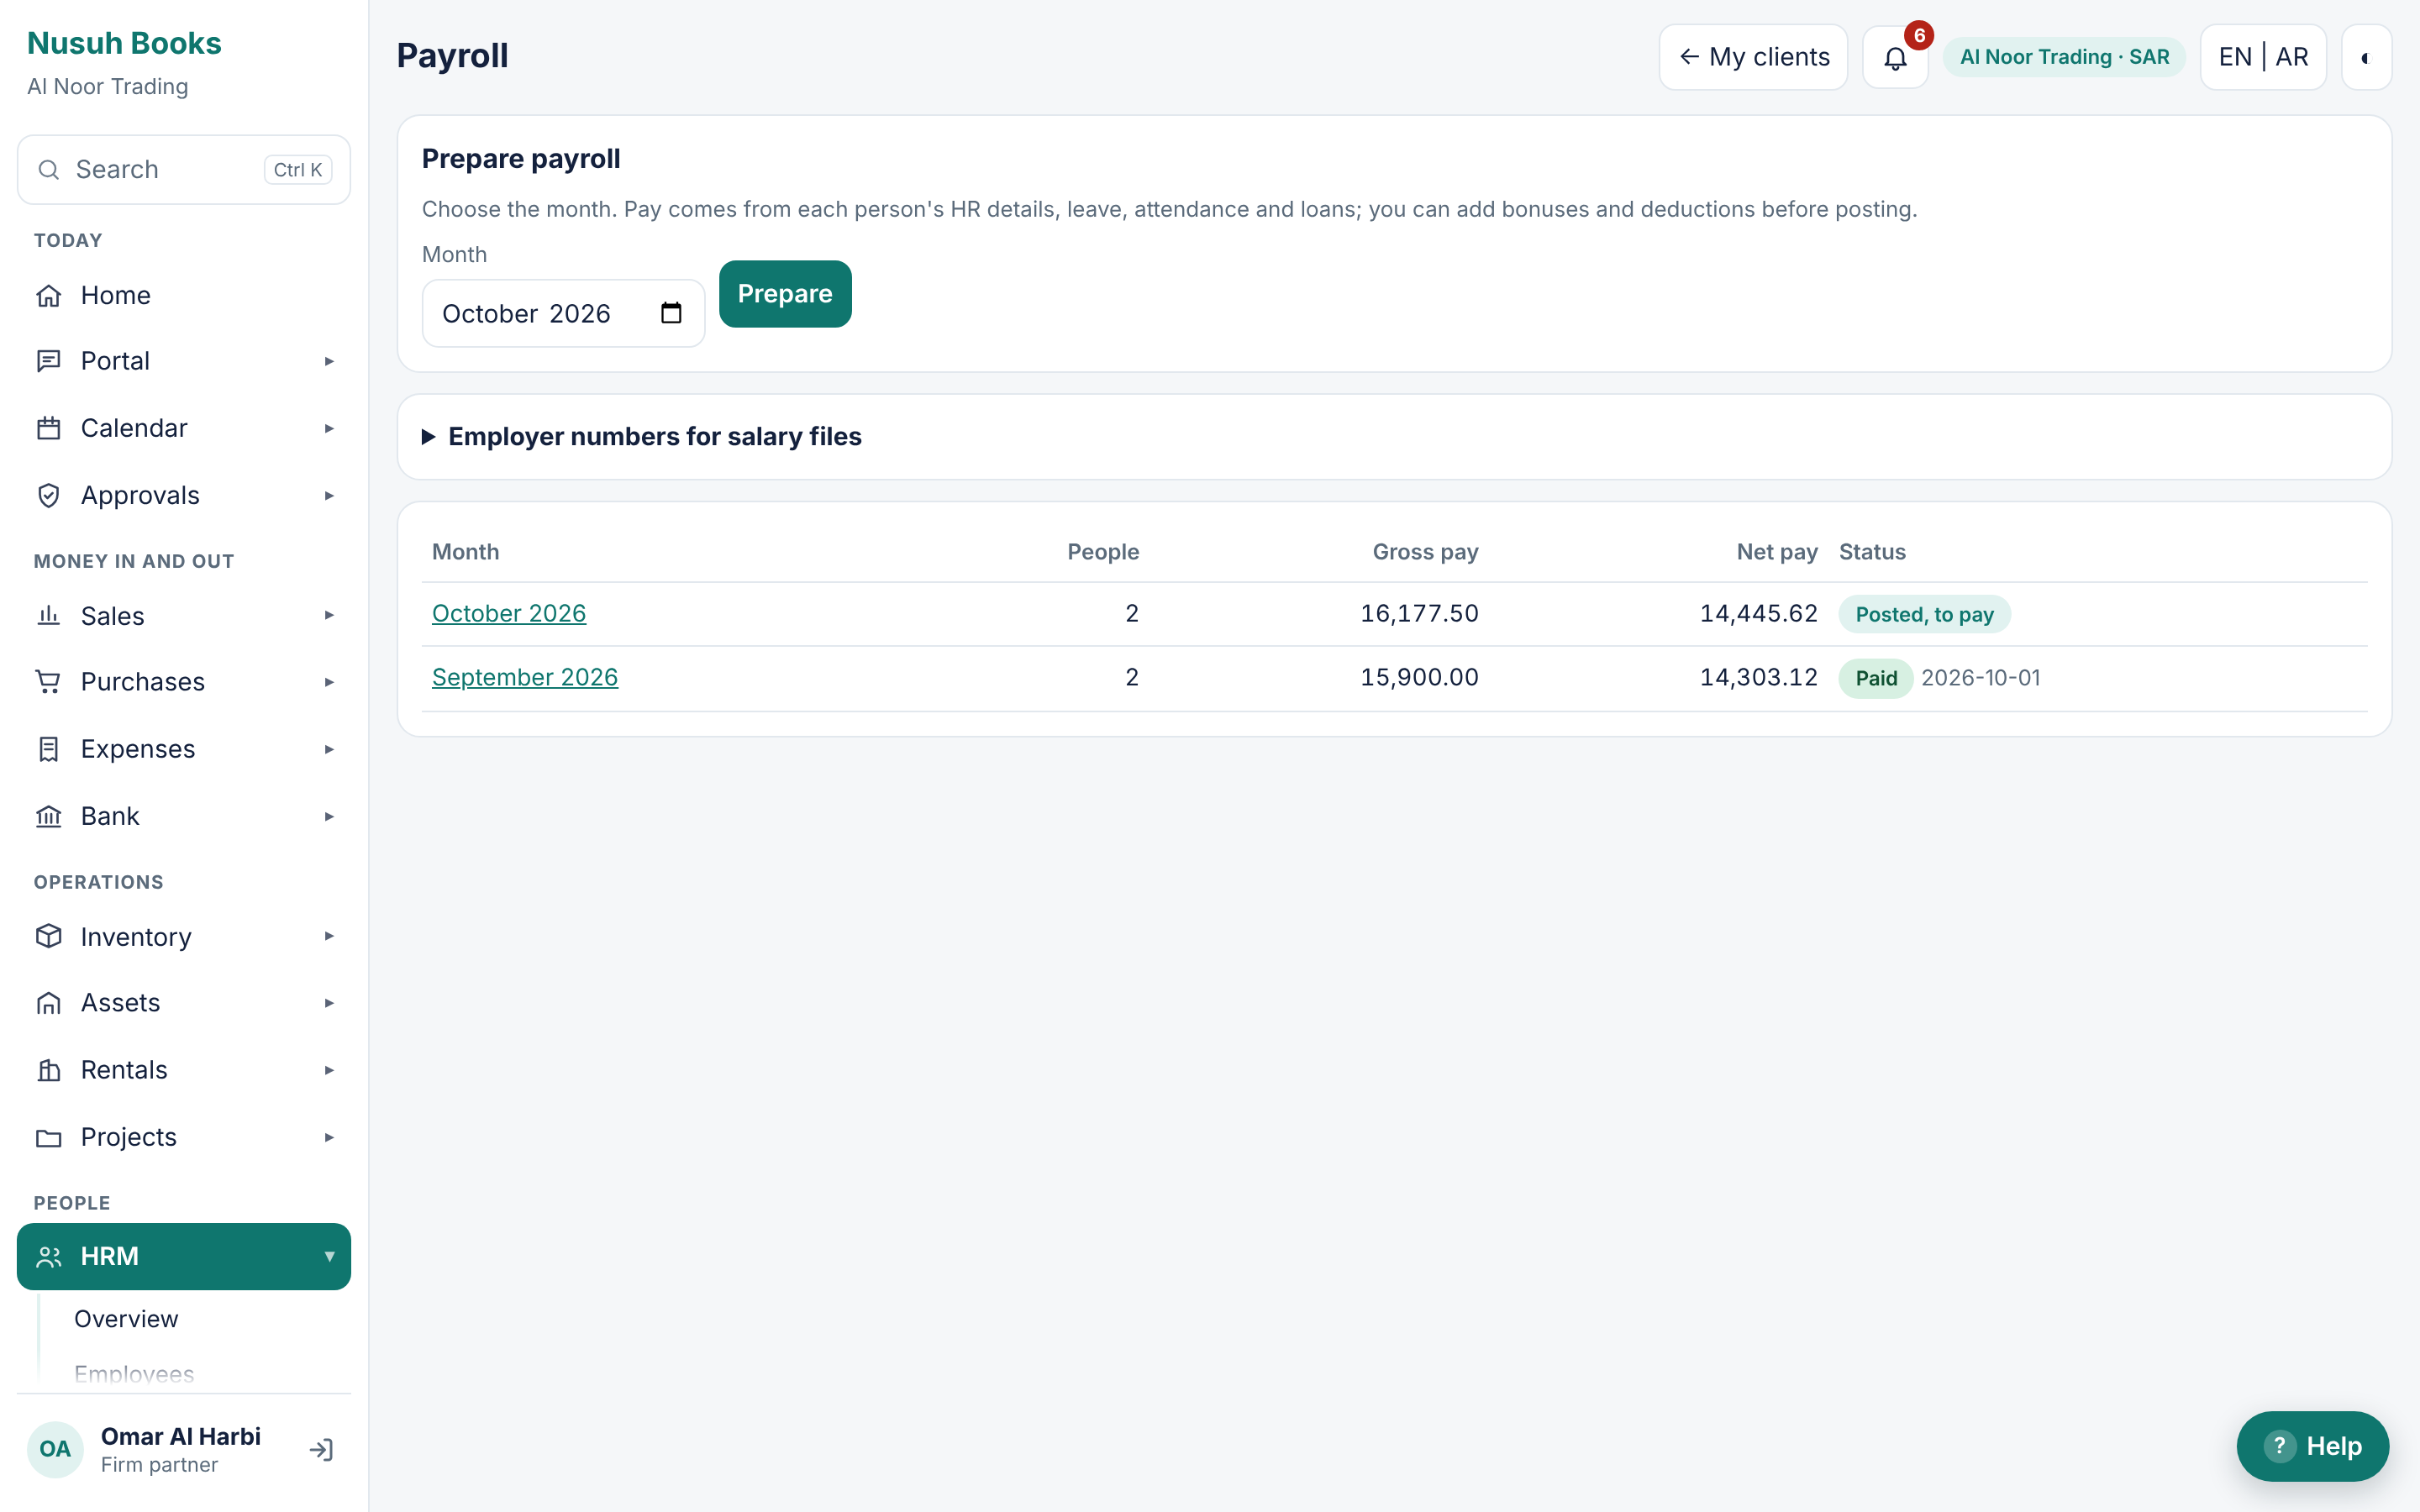 Nusuh Books
Al Noor Trading
Search Ctrl K
TODAY
Home
Portal
Calendar
Approvals
MONEY IN AND OUT
Sales
Purchases
Expenses
Bank
OPERATIONS
Inventory
Assets
Rentals
Projects
PEOPLE
HRM
Overview
Employees
OA
Omar Al Harbi
Firm partner
Payroll
← My clients
6
Al Noor Trading · SAR
EN | AR
Prepare payroll
Choose the month. Pay comes from each person's HR details, leave, attendance and loans; you can add bonuses and deductions before posting.
Month
October 2026
Prepare
Employer numbers for salary files
Month People Gross pay Net pay Status
October 2026 2 16,177.50 14,445.62 Posted, to pay
September 2026 2 15,900.00 14,303.12 Paid 2026-10-01
? Help